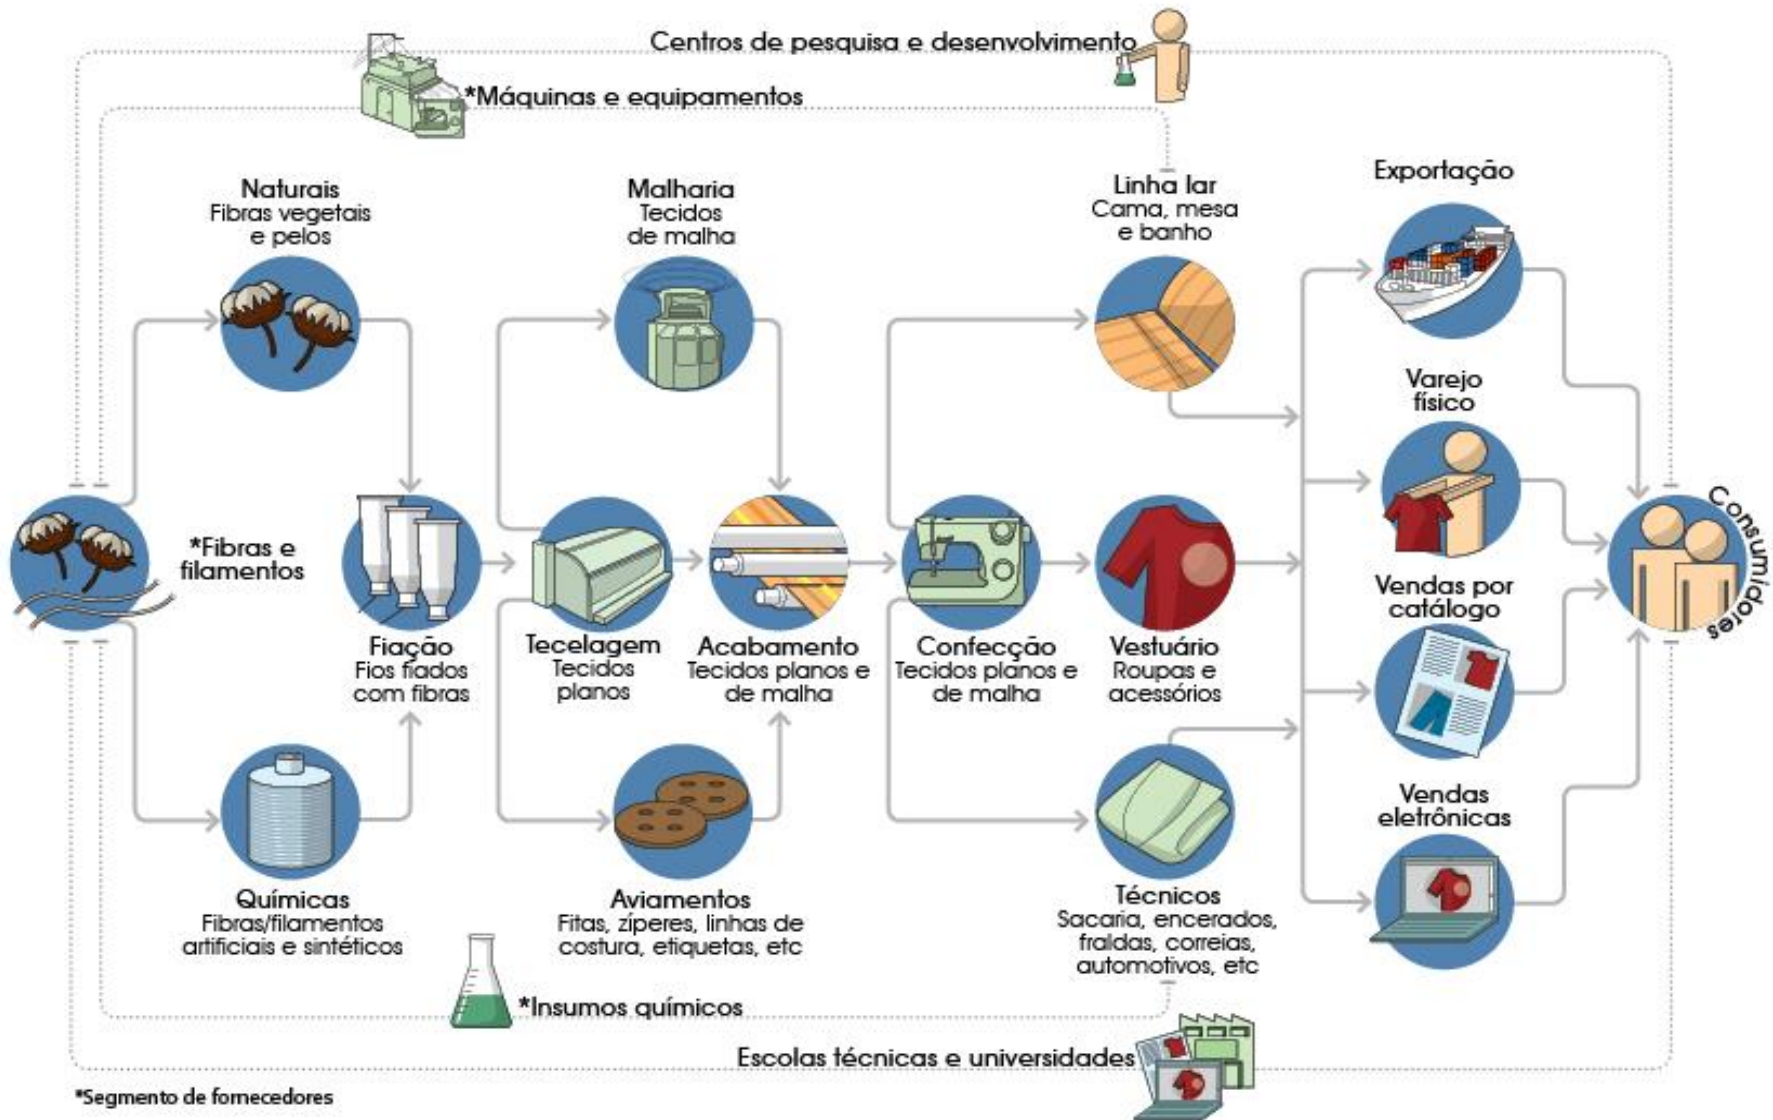 Centros de pesquisa e desenvolvimento
*Máquinas e equipamentos
Naturais
Fibras vegetais
e pelos
Malharia
Tecidos
de malha
Linha lar
Cama, mesa
e banho
Exportação
Varejo
físico
*Fibras e
filamentos
Fiação
Fios fiados
com fibras
Tecelagem
Tecidos
planos
Acabamento
Tecidos planos e
de malha
Confecção
Tecidos planos e
de malha
Vestuário
Roupas e
acessórios
Vendas por
catálogo
Consumidores
Químicas
Fibras/filamentos
artificiais e sintéticos
Aviamentos
Fitas, zíperes, linhas de
costura, etiquetas, etc
Técnicos
Sacaria, encerados,
fraldas, correias,
automotivos, etc
Vendas
eletrônicas
*Insumos químicos
Escolas técnicas e universidades
*Segmento de fornecedores